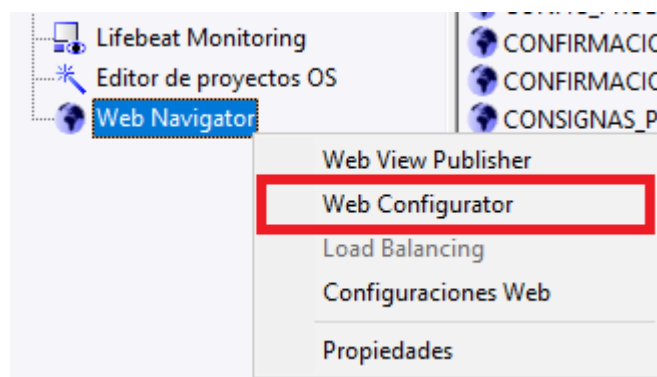 Lifebeat Monitoring
Editor de proyectos OS
Web Navigator
CONFIRMACIO
CONFIRMACIO
CONSIGNAS_P
Web View Publisher
Web Configurator
Load Balancing
Configuraciones Web
Propiedades